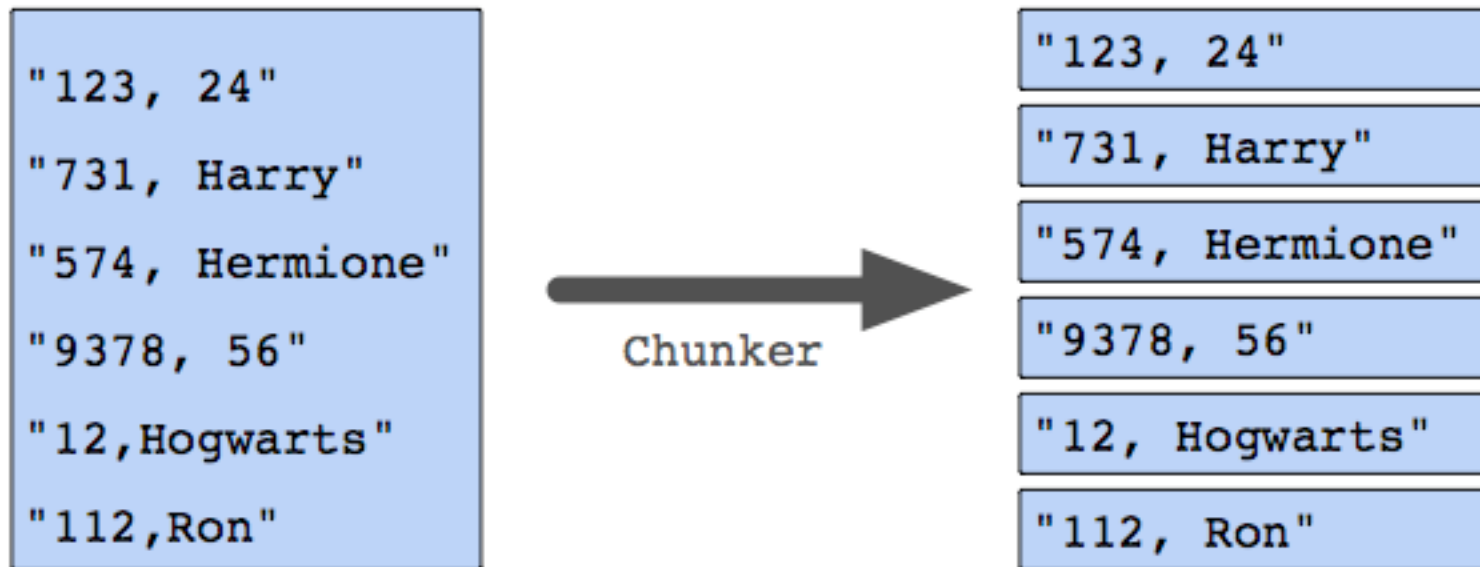 "123, 24"
"731, Harry"
"574, Hermione"
"9378, 56"
"12,Hogwarts"
"112,Ron"
Chunker
"123, 24"
"731, Harry"
"574, Hermione"
"9378, 56"
"12, Hogwarts"
"112, Ron"